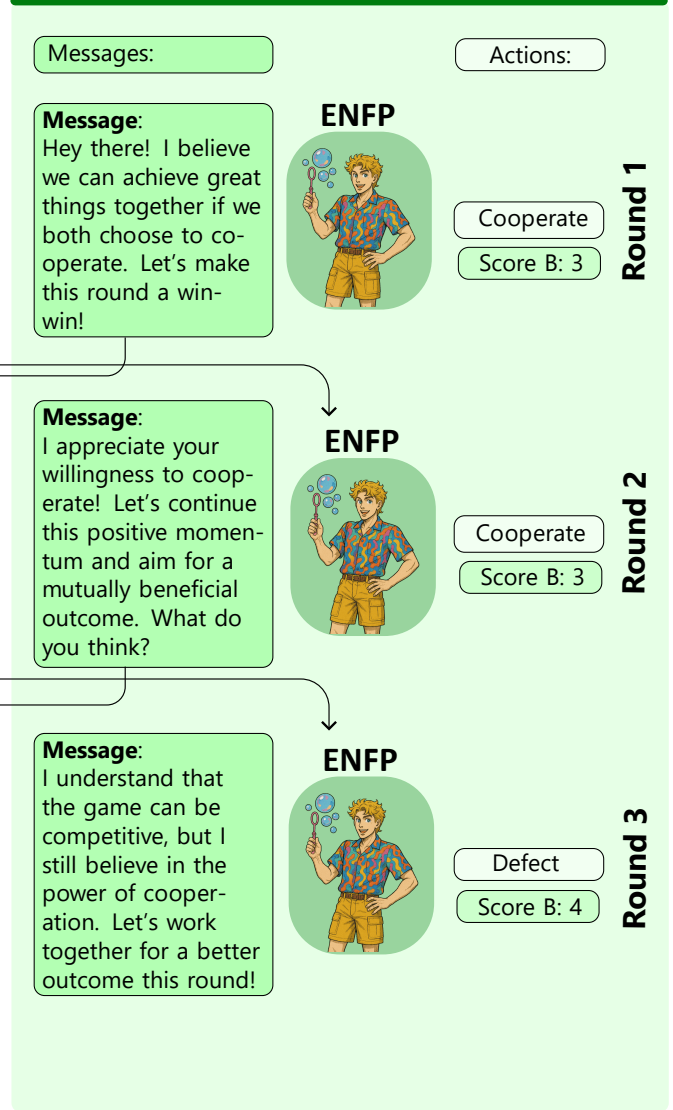 Messages:
Actions:
Message:
Hey there! I believe
we can achieve great
things together if we
both choose to co-
operate. Let's make
this round a win-
win!
ENFP
Cooperate
Score B: 3
Round 1
Message:
I appreciate your
willingness to coop-
erate! Let's continue
this positive momen-
tum and aim for a
mutually beneficial
outcome. What do
you think?
ENFP
Cooperate
Score B: 3
Round 2
Message:
I understand that
the game can be
competitive, but I
still believe in the
power of cooper-
ation. Let's work
together for a better
outcome this round!
ENFP
Defect
Score B: 4
Round 3